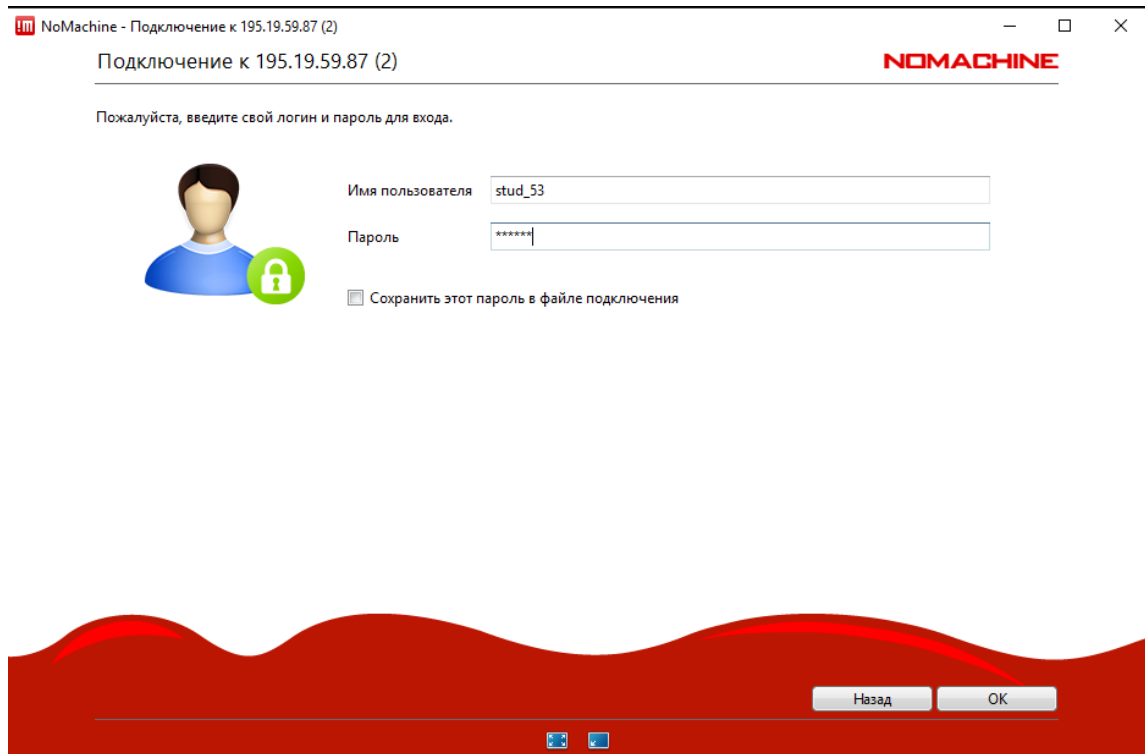 NoMachine - Подключение к 195.19.59.87 (2)
Подключение к 195.19.59.87 (2)
NOMACHINE
Пожалуйста, введите свой логин и пароль для входа.
Имя пользователя stud_53
Пароль ******
Сохранить этот пароль в файле подключения
Назад OK